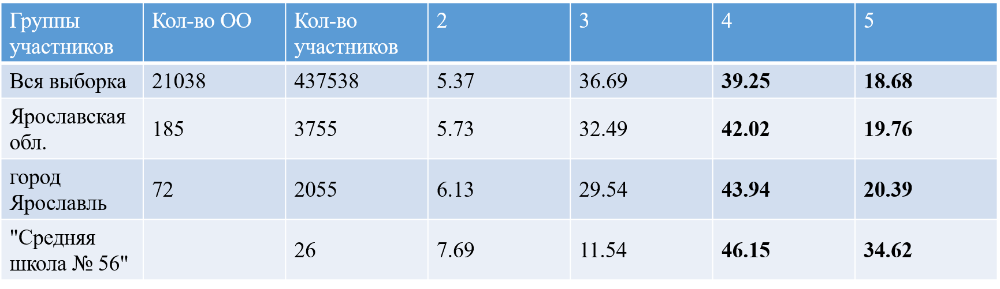 Группы участников	Кол-во ОО	Кол-во участников	2	3	4	5
Вся выборка	21038	437538	5.37	36.69	39.25	18.68
Ярославская обл.	185	3755	5.73	32.49	42.02	19.76
город Ярославль	72	2055	6.13	29.54	43.94	20.39
"Средняя школа № 56"		26	7.69	11.54	46.15	34.62